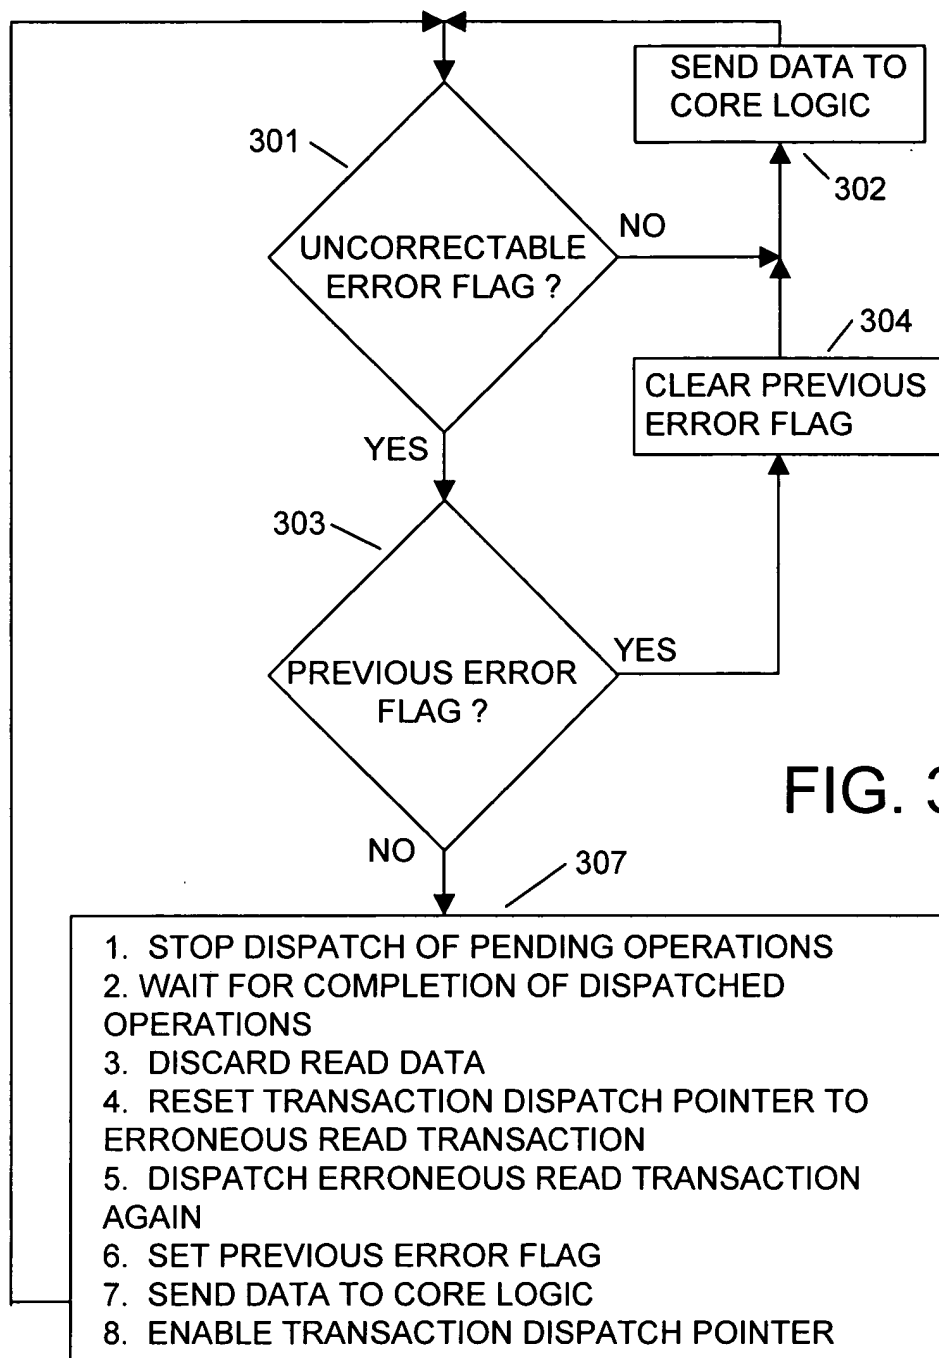 SEND DATA TO
CORE LOGIC
301
302
UNCORRECTABLE
ERROR FLAG ?
NO
304
CLEAR PREVIOUS
ERROR FLAG
YES
303
PREVIOUS ERROR
FLAG ?
YES
FIG. 3
NO
307
1. STOP DISPATCH OF PENDING OPERATIONS
2. WAIT FOR COMPLETION OF DISPATCHED
OPERATIONS
3. DISCARD READ DATA
4. RESET TRANSACTION DISPATCH POINTER TO
ERRONEOUS READ TRANSACTION
5. DISPATCH ERRONEOUS READ TRANSACTION
AGAIN
6. SET PREVIOUS ERROR FLAG
7. SEND DATA TO CORE LOGIC
8. ENABLE TRANSACTION DISPATCH POINTER